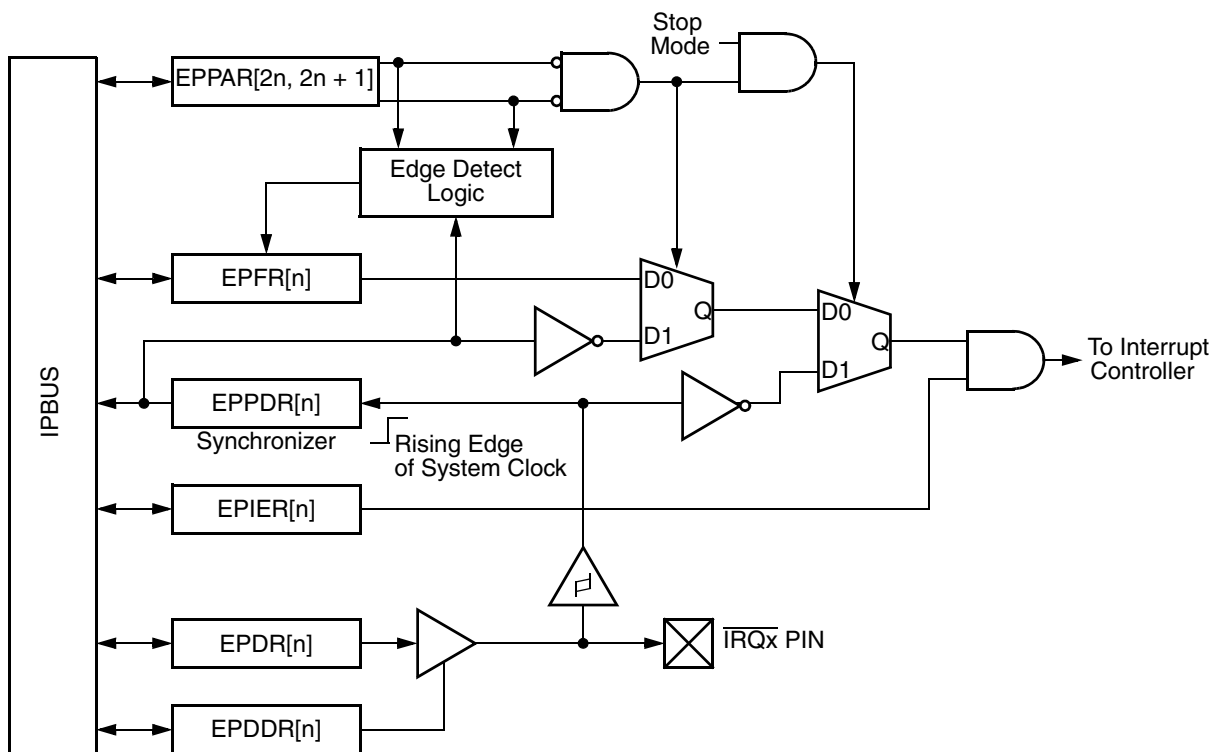 Stop
Mode
EPPAR[2n, 2n + 1]
Edge Detect
Logic
EPFR[n]
D0
D1
Q
D0
D1
Q
To Interrupt
Controller
IPBUS
EPPDR[n]
Synchronizer
Rising Edge
of System Clock
EPIER[n]
EPDR[n]
IRQx PIN
EPDDR[n]